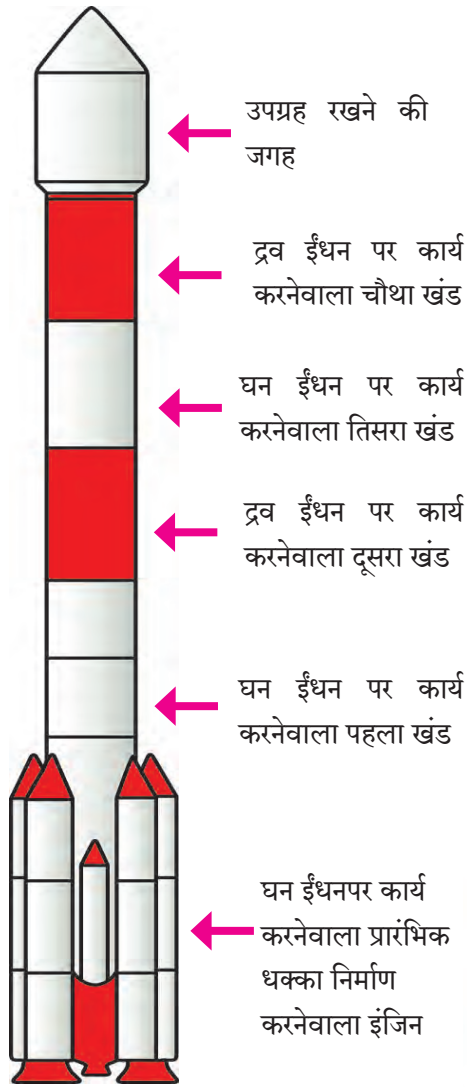 उपग्रह रखने की
जगह
द्रव ईंधन पर कार्य
करनेवाला चौथा खंड
घन ईंधन पर कार्य
करनेवाला तिसरा खंड
द्रव ईंधन पर कार्य
करनेवाला दूसरा खंड
घन ईंधन पर कार्य
करनेवाला पहला खंड
घन ईंधनपर कार्य
करनेवाला प्रारंभिक
धक्का निर्माण
करनेवाला इंजिन